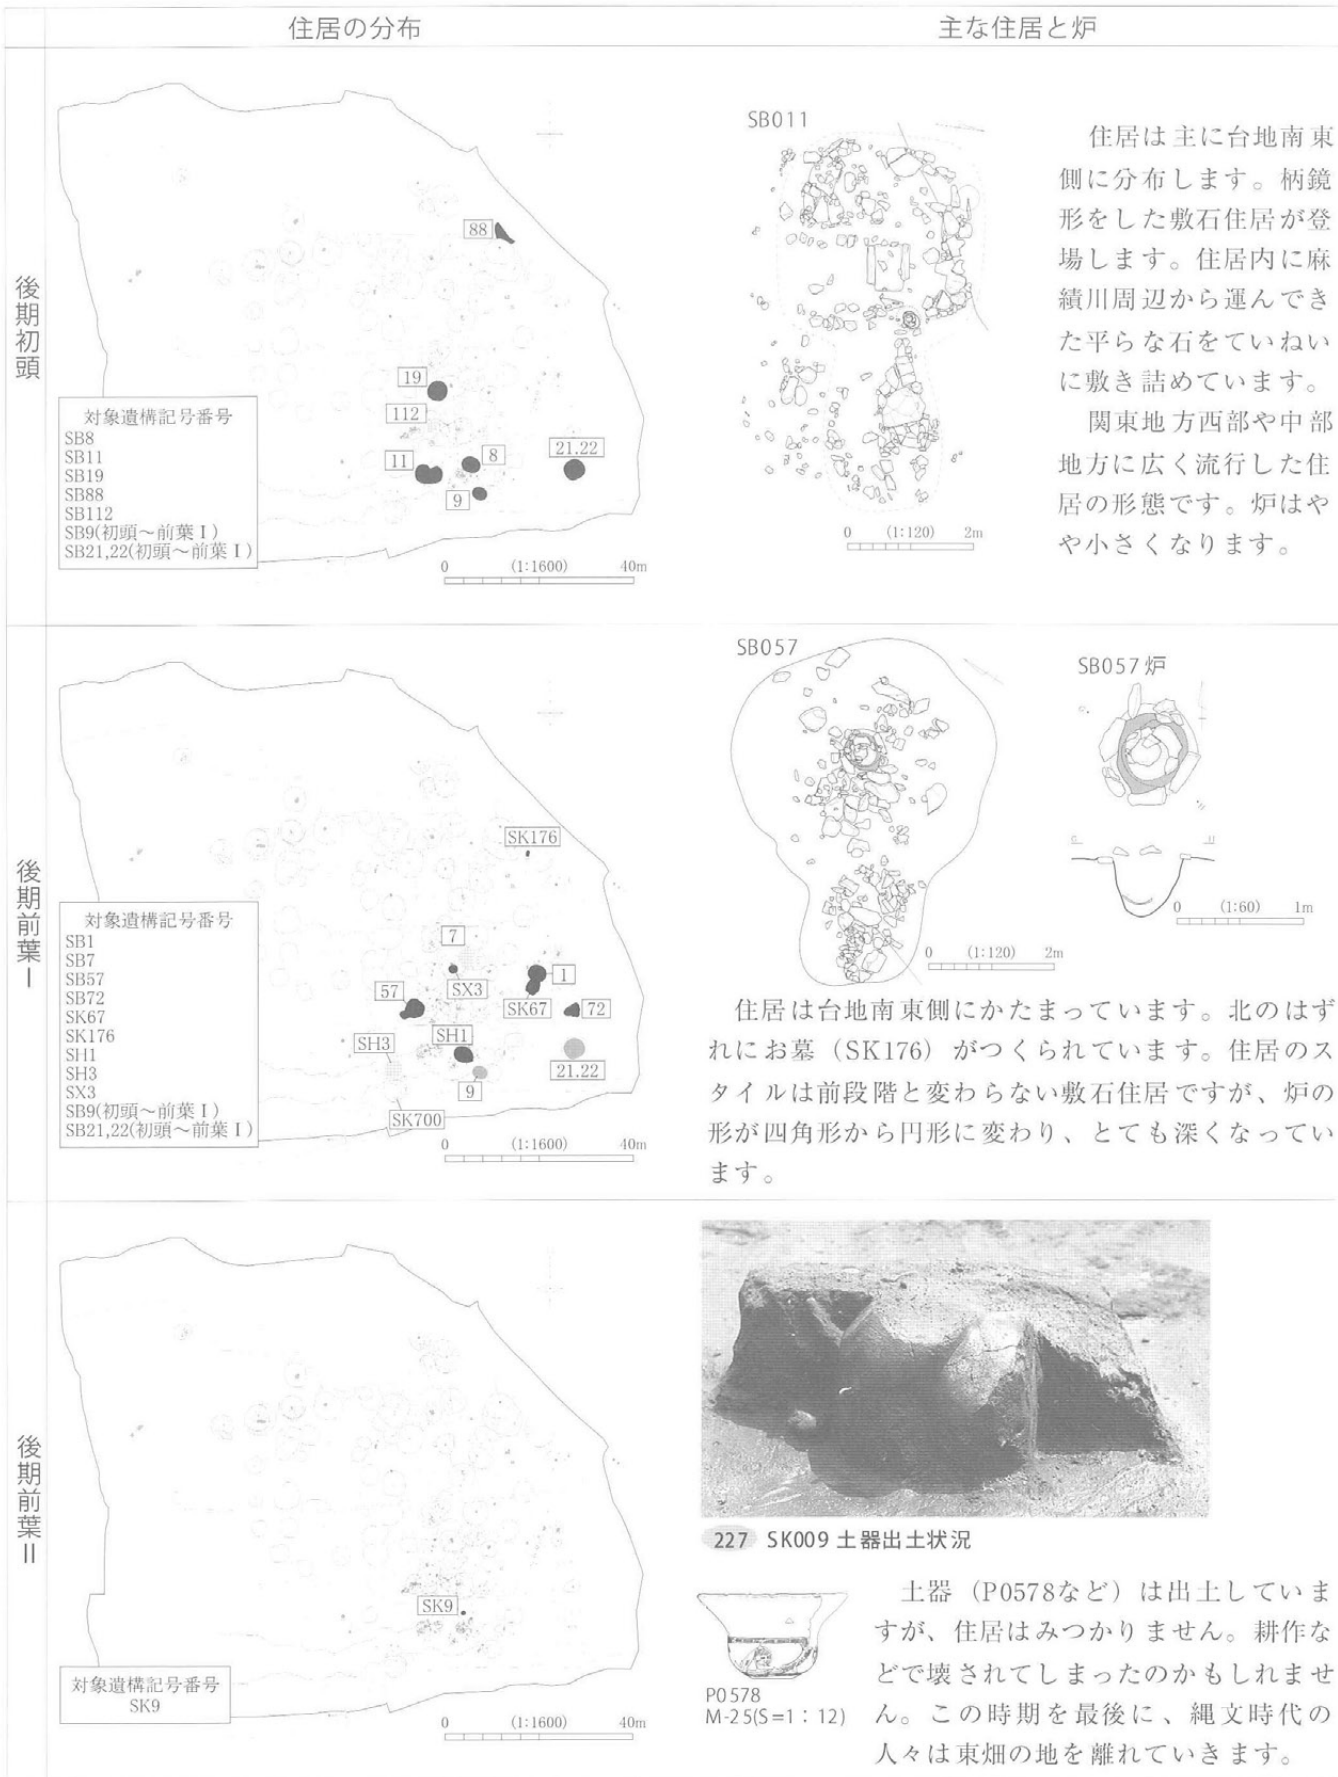 住居の分布
主な住居と炉
後期初頭
88
19
112
11
8
9
21.22
対象遺構記号番号
SB8
SB11
SB19
SB88
SB112
SB9(初頭～前葉Ⅰ)
SB21,22(初頭～前葉Ⅰ)
0 (1:1600) 40m
SB011
0 (1:120) 2m
住居は主に台地南東
側に分布します。柄鏡
形をした敷石住居が登
場します。住居内に麻
績川周辺から運んでき
た平らな石をていねい
に敷き詰めています。
関東地方西部や中部
地方に広く流行した住
居の形態です。炉はや
や小さくなります。
後期前葉Ⅰ
SK176
7
SX3
1
SK67
72
57
SH3
SH1
9
21.22
SK700
対象遺構記号番号
SB1
SB7
SB57
SB72
SK67
SK176
SH1
SH3
SX3
SB9(初頭～前葉Ⅰ)
SB21,22(初頭～前葉Ⅰ)
0 (1:1600) 40m
SB057
0 (1:120) 2m
SB057 炉
0 (1:60) 1m
住居は台地南東側にかたまっています。北のはず
れにお墓（SK176）がつくられています。住居のス
タイルは前段階と変わらない敷石住居ですが、炉の
形が四角形から円形に変わり、とても深くなってい
ます。
後期前葉Ⅱ
SK9
対象遺構記号番号
SK9
0 (1:1600) 40m
227 SK009 土器出土状況
P0578
M-25(S=1：12)
土器（P0578など）は出土していま
すが、住居はみつかりません。耕作な
どで壊されてしまったのかもしれませ
ん。この時期を最後に、縄文時代の
人々は東畑の地を離れていきます。